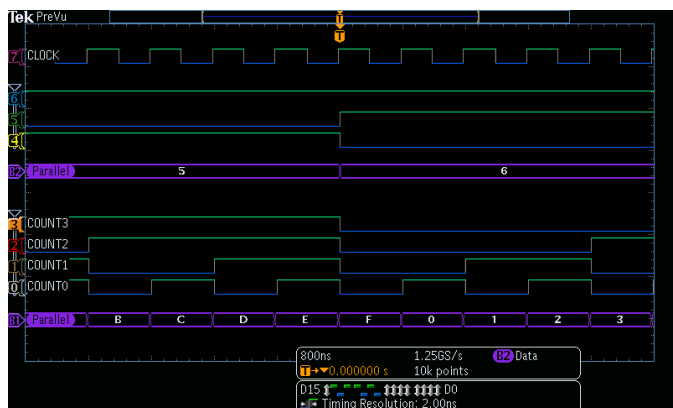 Tek PreVu
T
T
7 CLOCK
6
5
4
B2 Parallel 5 6
3 COUNT3
2 COUNT2
1 COUNT1
0 COUNT0
B1 Parallel B C D E F 0 1 2 3
800ns 1.25GS/s B2 Data
T→▼0.000000 s 10k points
D15 D0
Timing Resolution: 2.00ns